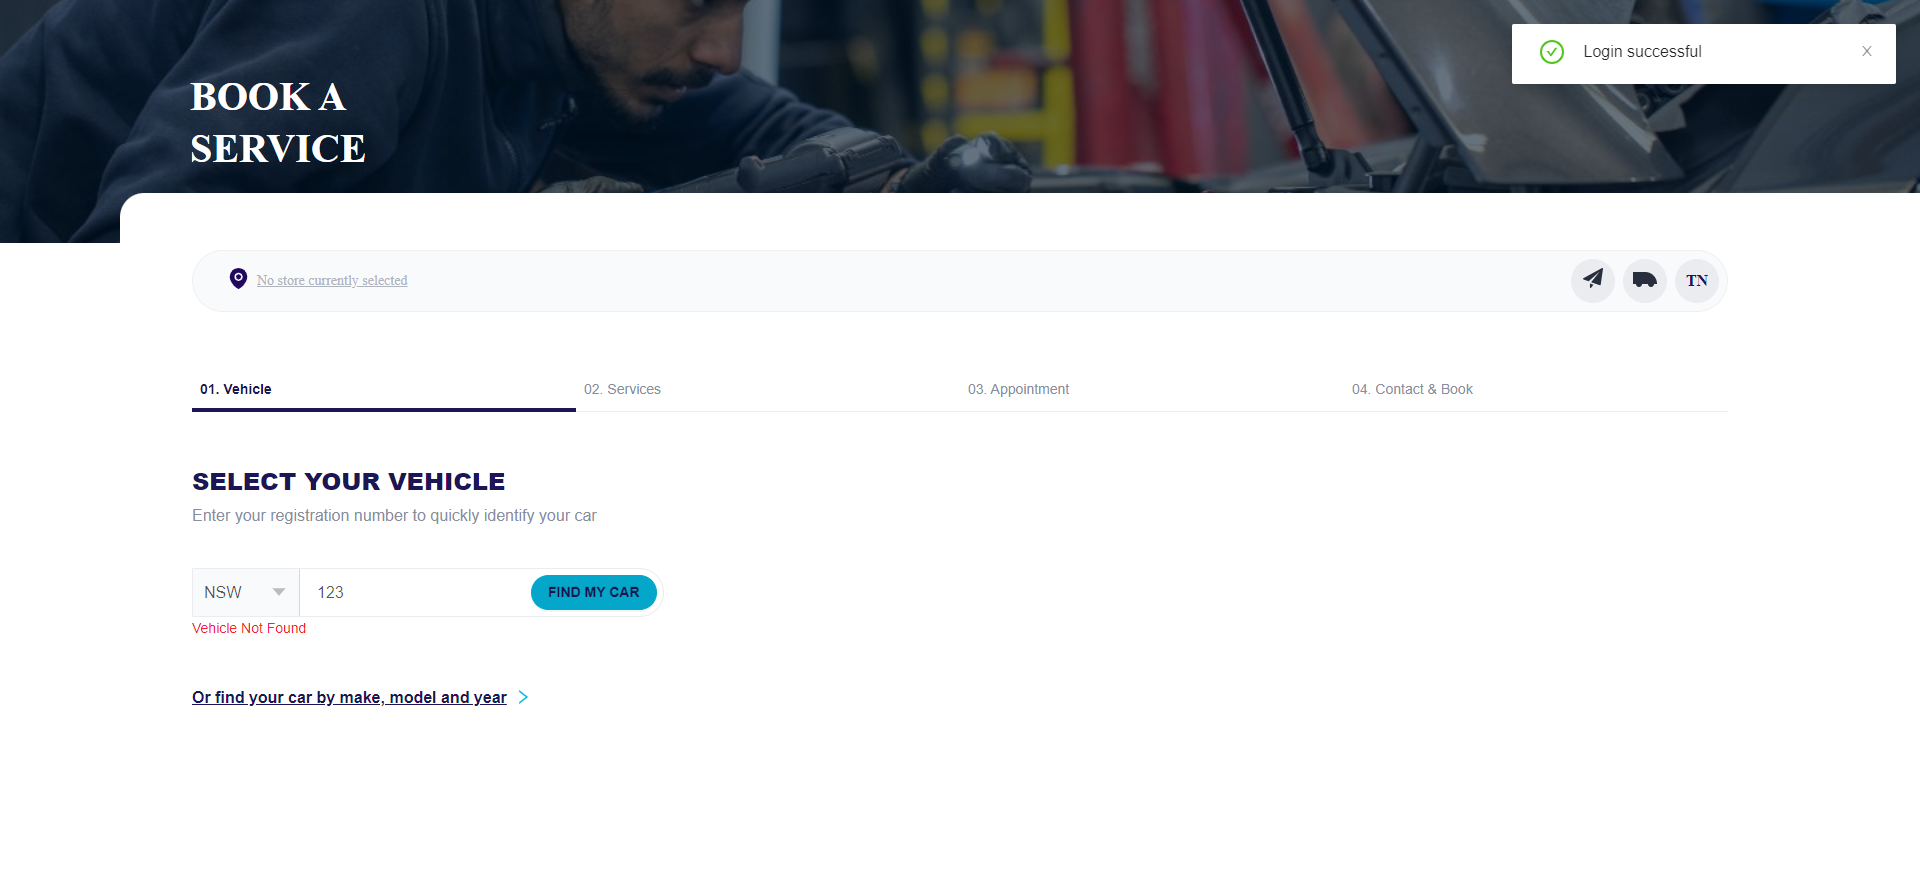 BOOK A
SERVICE
Login successful
No store currently selected
TN
01. Vehicle
02. Services
03. Appointment
04. Contact & Book
SELECT YOUR VEHICLE
Enter your registration number to quickly identify your car
NSW
123
FIND MY CAR
Vehicle Not Found
Or find your car by make, model and year